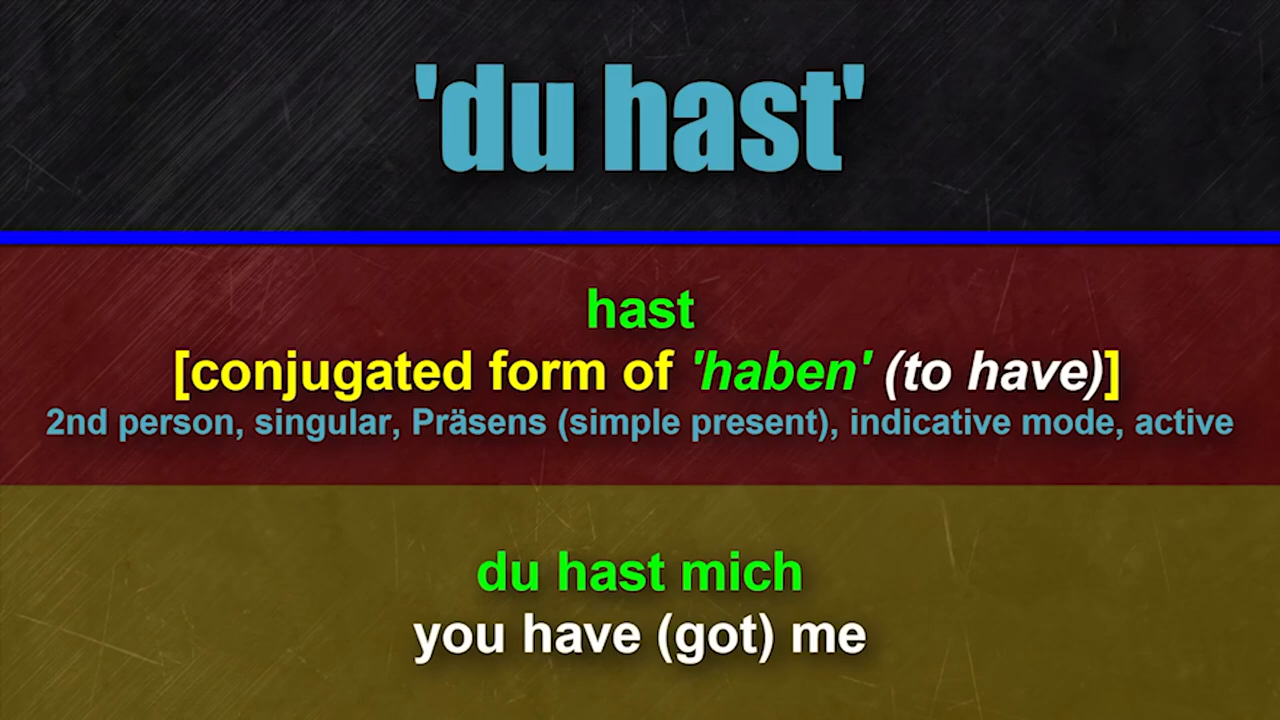 'du hast'
hast
[conjugated form of 'haben' (to have)]
2nd person, singular, Präsens (simple present), indicative mode, active
du hast mich
you have (got) me